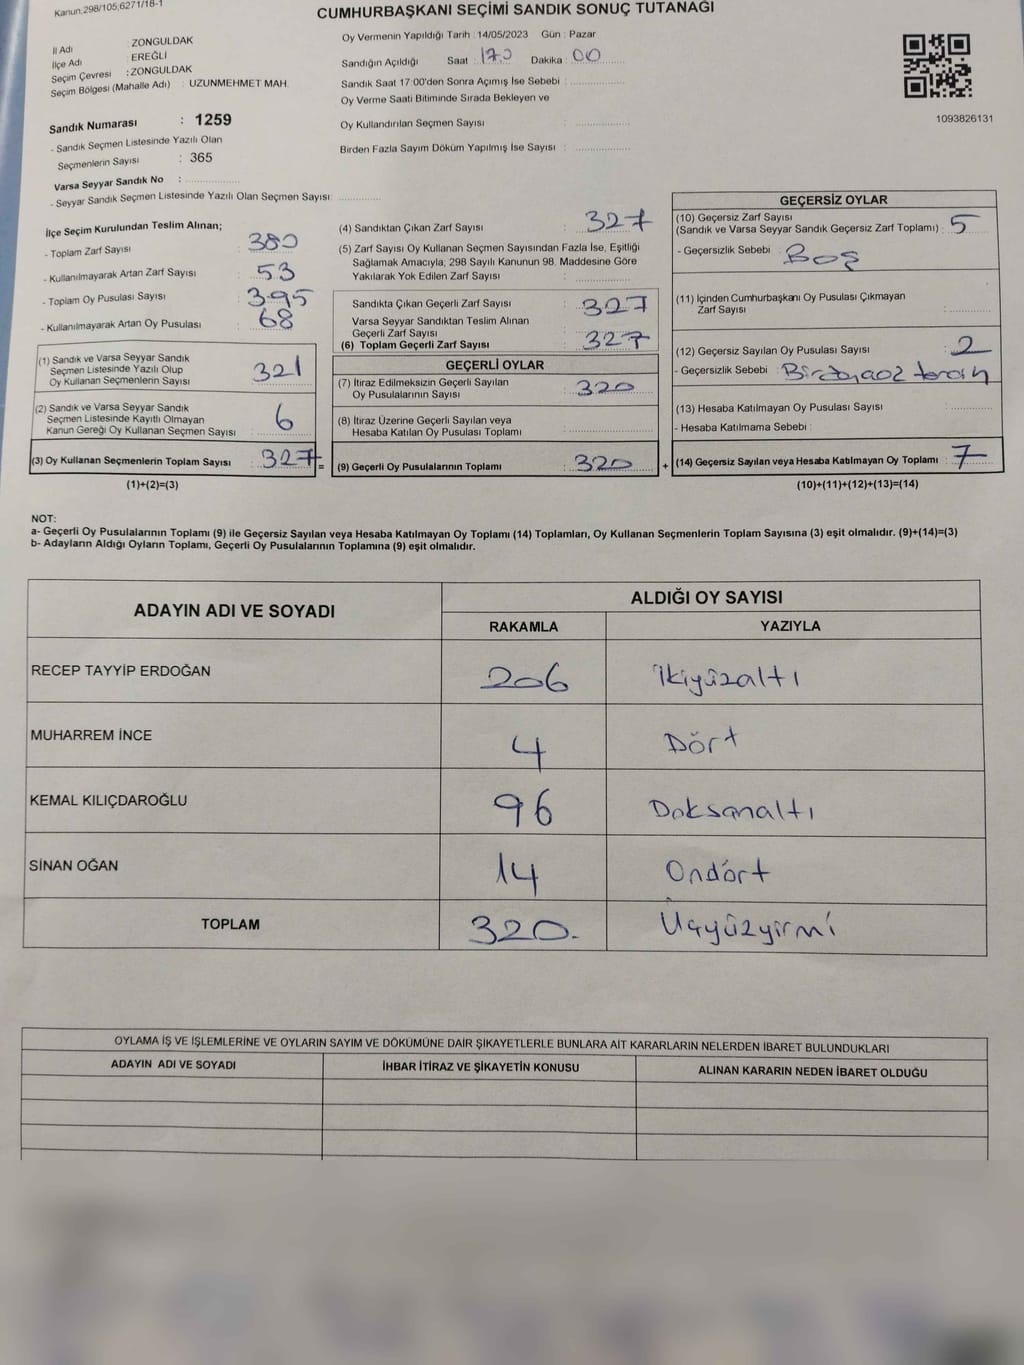 Kanun:298/105;6271/18-1
CUMHURBAŞKANI SEÇİMİ SANDIK SONUÇ TUTANAĞI
İl Adı : ZONGULDAK
İlçe Adı : EREĞLİ
Seçim Çevresi : ZONGULDAK
Seçim Bölgesi (Mahalle Adı) : UZUNMEHMET MAH.
Sandık Numarası : 1259
- Sandık Seçmen Listesinde Yazılı Olan
Seçmenlerin Sayısı : 365
Varsa Seyyar Sandık No :
- Seyyar Sandık Seçmen Listesinde Yazılı Olan Seçmen Sayısı:
Oy Vermenin Yapıldığı Tarih : 14/05/2023 Gün : Pazar
Sandığın Açıldığı Saat : 17 Dakika : 00
Sandık Saat 17:00'den Sonra Açımış İse Sebebi :
Oy Verme Saati Bitiminde Sırada Bekleyen ve
Oy Kullandırılan Seçmen Sayısı :
Birden Fazla Sayım Döküm Yapılmış İse Sayısı :
1093826131
İlçe Seçim Kurulundan Teslim Alınan;
- Toplam Zarf Sayısı : 380
- Kullanılmayarak Artan Zarf Sayısı : 53
- Toplam Oy Pusulası Sayısı : 395
- Kullanılmayarak Artan Oy Pusulası : 68
(1) Sandık ve Varsa Seyyar Sandık
Seçmen Listesinde Yazılı Olup
Oy Kullanan Seçmenlerin Sayısı : 321
(2) Sandık ve Varsa Seyyar Sandık
Seçmen Listesinde Kayıtlı Olmayan
Kanun Gereği Oy Kullanan Seçmen Sayısı : 6
(3) Oy Kullanan Seçmenlerin Toplam Sayısı : 327 =
(1)+(2)=(3)
(4) Sandıktan Çıkan Zarf Sayısı : 327
(5) Zarf Sayısı Oy Kullanan Seçmen Sayısından Fazla İse, Eşitliği
Sağlamak Amacıyla; 298 Sayılı Kanunun 98. Maddesine Göre
Yakılarak Yok Edilen Zarf Sayısı :
Sandıkta Çıkan Geçerli Zarf Sayısı : 327
Varsa Seyyar Sandıktan Teslim Alınan
Geçerli Zarf Sayısı :
(6) Toplam Geçerli Zarf Sayısı : 327
GEÇERLİ OYLAR
(7) İtiraz Edilmeksizin Geçerli Sayılan
Oy Pusulalarının Sayısı : 320
(8) İtiraz Üzerine Geçerli Sayılan veya
Hesaba Katılan Oy Pusulası Toplamı :
(9) Geçerli Oy Pusulalarının Toplamı : 320 +
GEÇERSİZ OYLAR
(10) Geçersiz Zarf Sayısı
(Sandık ve Varsa Seyyar Sandık Geçersiz Zarf Toplamı) : 5
- Geçersizlik Sebebi : Boş
(11) İçinden Cumhurbaşkanı Oy Pusulası Çıkmayan
Zarf Sayısı :
(12) Geçersiz Sayılan Oy Pusulası Sayısı : 2
- Geçersizlik Sebebi :
(13) Hesaba Katılmayan Oy Pusulası Sayısı :
- Hesaba Katılmama Sebebi :
(14) Geçersiz Sayılan veya Hesaba Katılmayan Oy Toplamı : 7
(10)+(11)+(12)+(13)=(14)
NOT:
a- Geçerli Oy Pusulalarının Toplamı (9) ile Geçersiz Sayılan veya Hesaba Katılmayan Oy Toplamı (14) Toplamları, Oy Kullanan Seçmenlerin Toplam Sayısına (3) eşit olmalıdır. (9)+(14)=(3)
b- Adayların Aldığı Oyların Toplamı, Geçerli Oy Pusulalarının Toplamına (9) eşit olmalıdır.
ADAYIN ADI VE SOYADI ALDIĞI OY SAYISI
RAKAMLA YAZIYLA
RECEP TAYYİP ERDOĞAN 206 ikiyüzaltı
MUHARREM İNCE 4 Dört
KEMAL KILIÇDAROĞLU 96 Doksanaltı
SİNAN OĞAN 14 Ondört
TOPLAM 320. Üçyüzyirmi
OYLAMA İŞ VE İŞLEMLERİNE VE OYLARIN SAYIM VE DÖKÜMÜNE DAİR ŞİKAYETLERLE BUNLARA AİT KARARLARIN NELERDEN İBARET BULUNDUKLARI
ADAYIN ADI VE SOYADI İHBAR İTİRAZ VE ŞİKAYETİN KONUSU ALINAN KARARIN NEDEN İBARET OLDUĞU